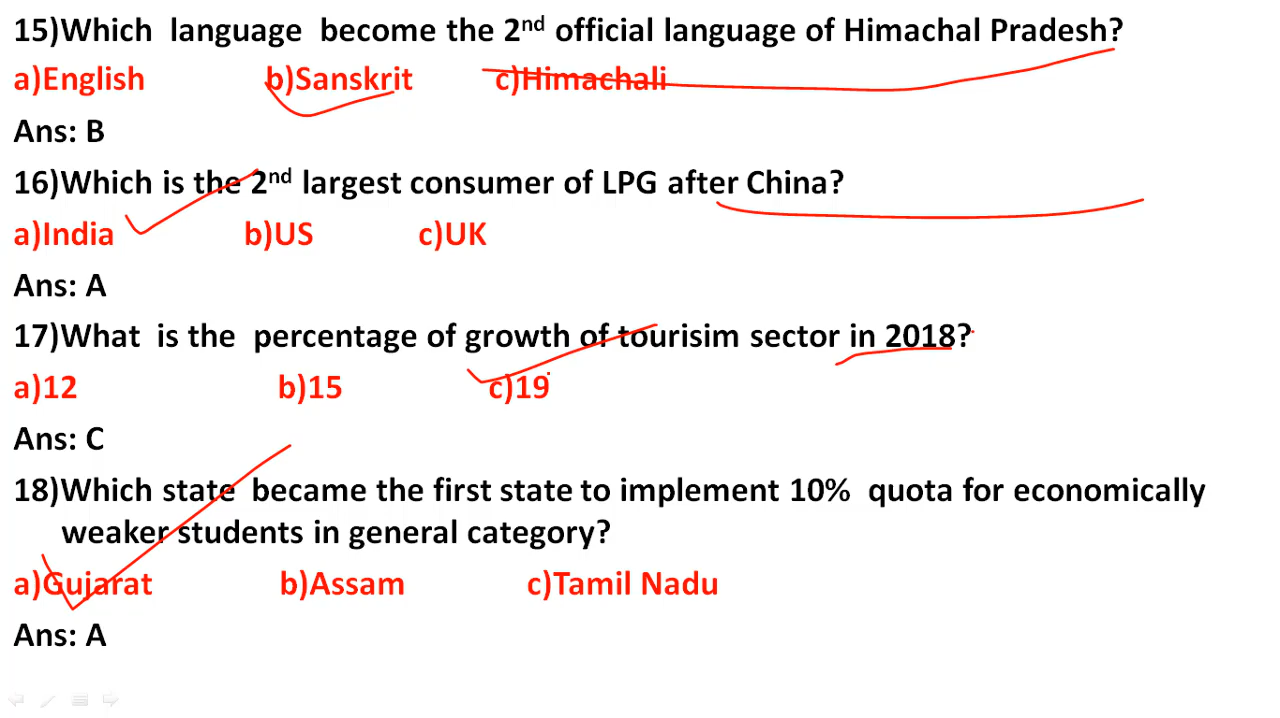 15)Which language become the 2nd official language of Himachal Pradesh?
a)English b)Sanskrit c)Himachali
Ans: B
16)Which is the 2nd largest consumer of LPG after China?
a)India b)US c)UK
Ans: A
17)What is the percentage of growth of tourisim sector in 2018?
a)12 b)15 c)19
Ans: C
18)Which state became the first state to implement 10% quota for economically
weaker students in general category?
a)Gujarat b)Assam c)Tamil Nadu
Ans: A